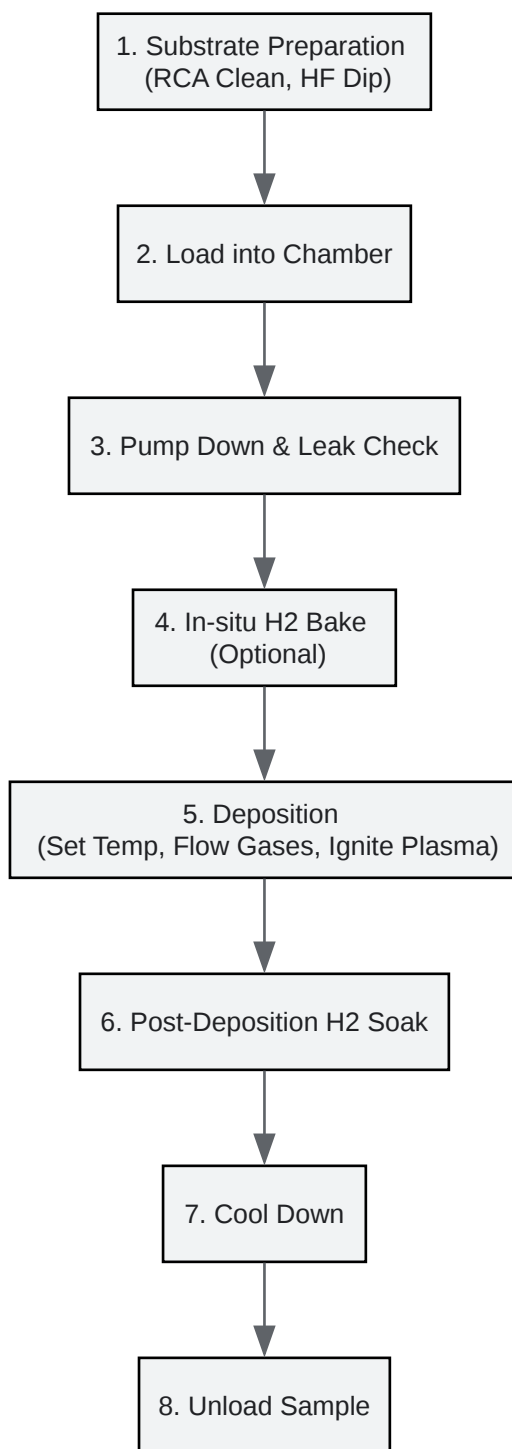 1. Substrate Preparation
(RCA Clean, HF Dip)
2. Load into Chamber
3. Pump Down & Leak Check
4. In-situ H2 Bake
(Optional)
5. Deposition
(Set Temp, Flow Gases, Ignite Plasma)
6. Post-Deposition H2 Soak
7. Cool Down
8. Unload Sample